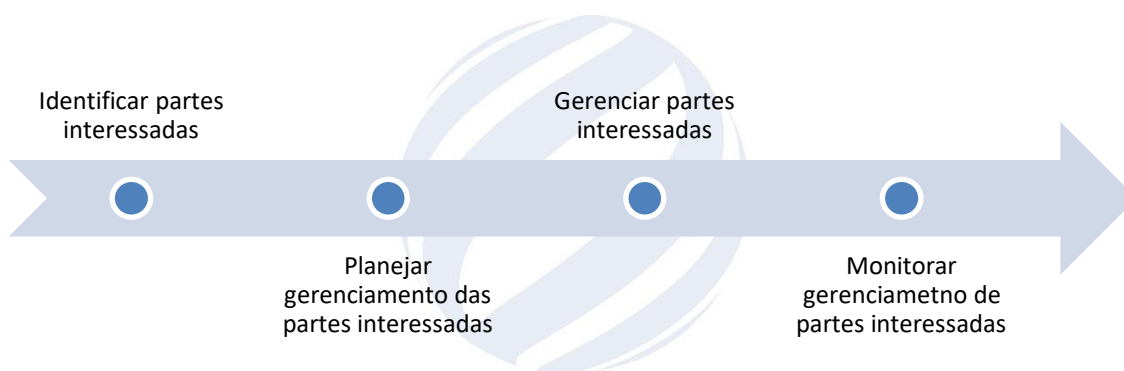 Identificar partes
interessadas
Planejar
gerenciamento das
partes interessadas
Gerenciar partes
interessadas
Monitorar
gerenciametno de
partes interessadas